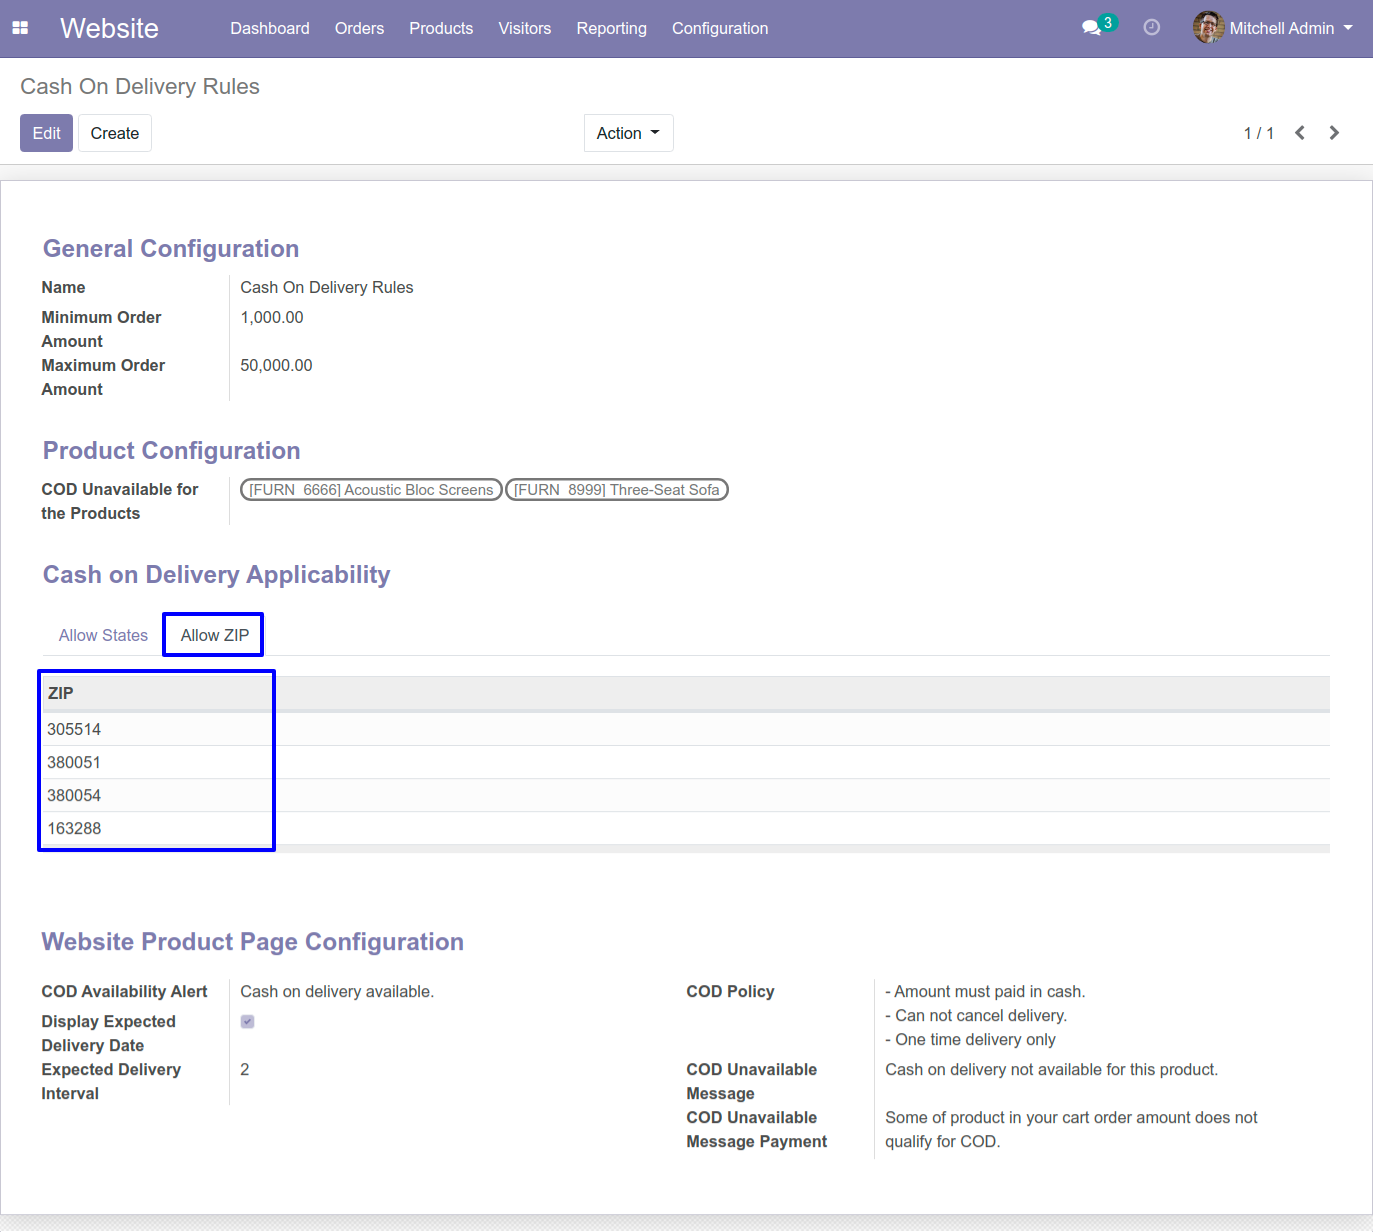 Website Dashboard Orders Products Visitors Reporting Configuration 3 Mitchell Admin
Cash On Delivery Rules
Edit Create Action 1 / 1
General Configuration
Name Cash On Delivery Rules
Minimum Order 1,000.00
Amount
Maximum Order 50,000.00
Amount
Product Configuration
COD Unavailable for [FURN_6666] Acoustic Bloc Screens [FURN_8999] Three-Seat Sofa
the Products
Cash on Delivery Applicability
Allow States Allow ZIP
ZIP
305514
380051
380054
163288
Website Product Page Configuration
COD Availability Alert Cash on delivery available.
Display Expected
Delivery Date
Expected Delivery 2
Interval
COD Policy - Amount must paid in cash.
- Can not cancel delivery.
- One time delivery only
COD Unavailable Cash on delivery not available for this product.
Message
COD Unavailable Some of product in your cart order amount does not
Message Payment qualify for COD.